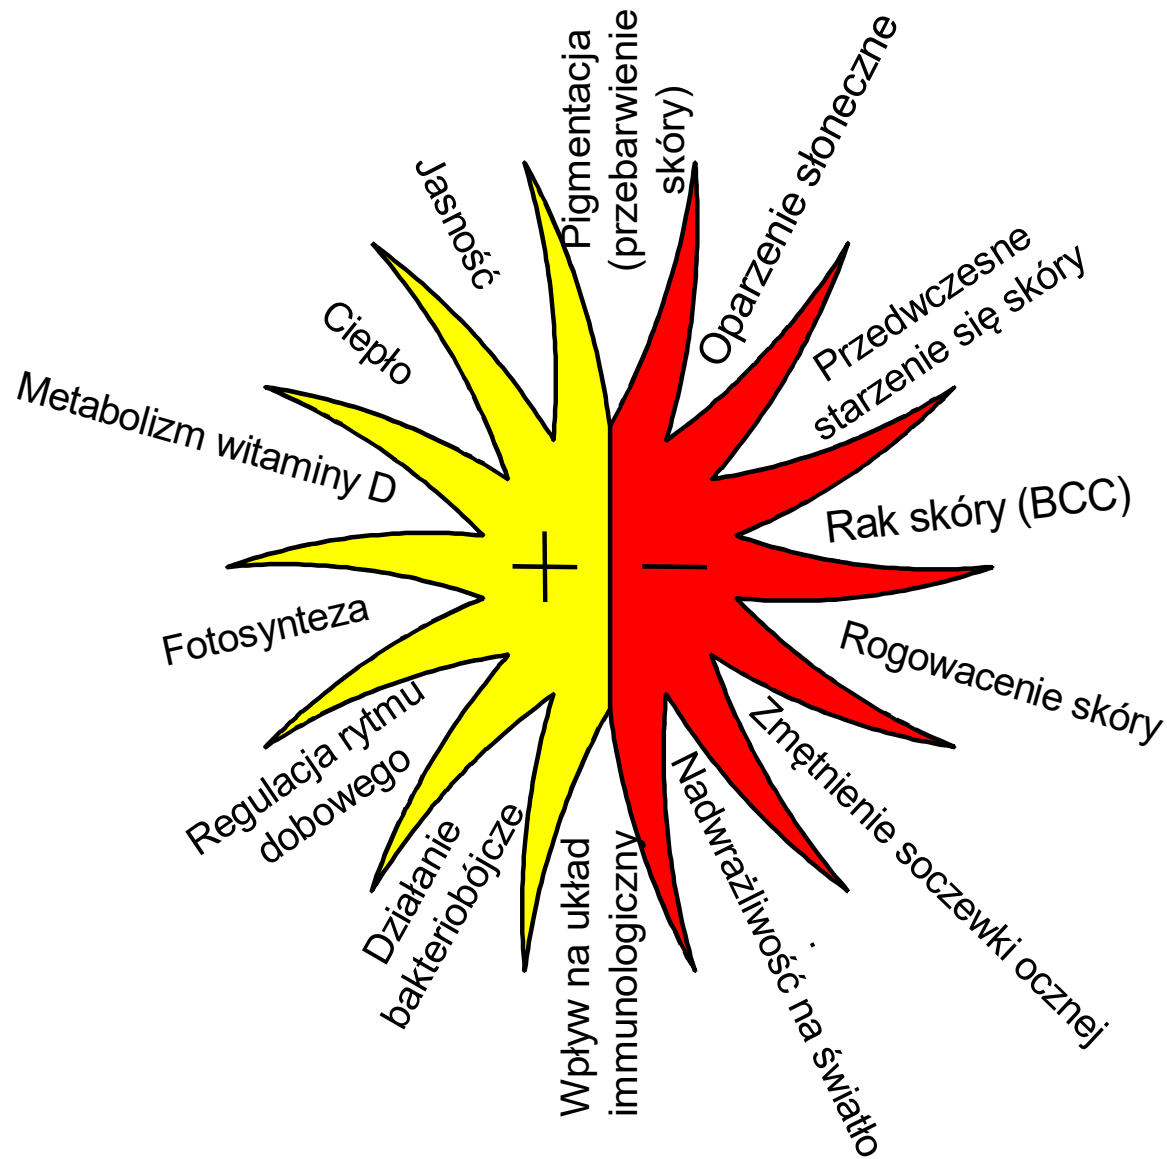 Pigmentacja
(przebarwienie
skóry)
Oparzenie słoneczne
Przedwczesne
starzenie się skóry
Rak skóry (BCC)
Rogowacenie skóry
Zmętnienie soczewki ocznej
Nadwrażliwość na światło
Wpływ na układ
immunologiczny
Działanie
bakteriobójcze
Regulacja rytmu
dobowego
Fotosynteza
Metabolizm witaminy D
Ciepło
Jasność
+
—